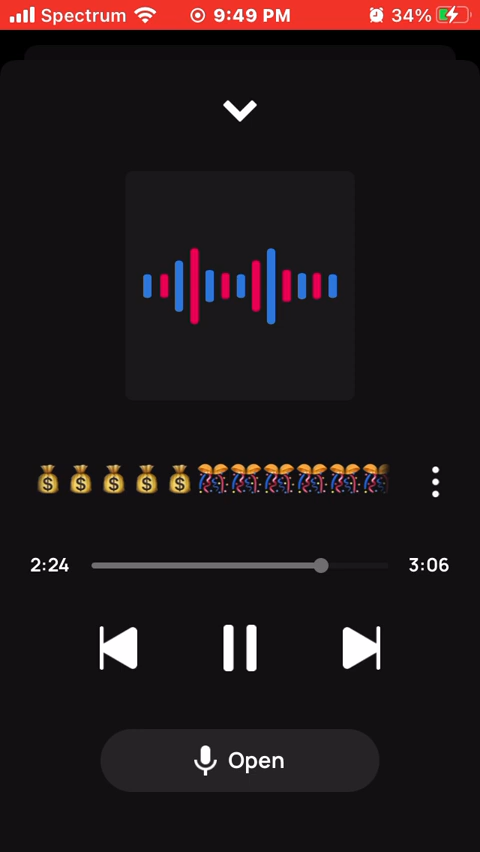 Spectrum 9:49 PM 34%
💰💰💰💰💰🎊🎊🎊🎊🎊🎊
2:24 3:06
Open